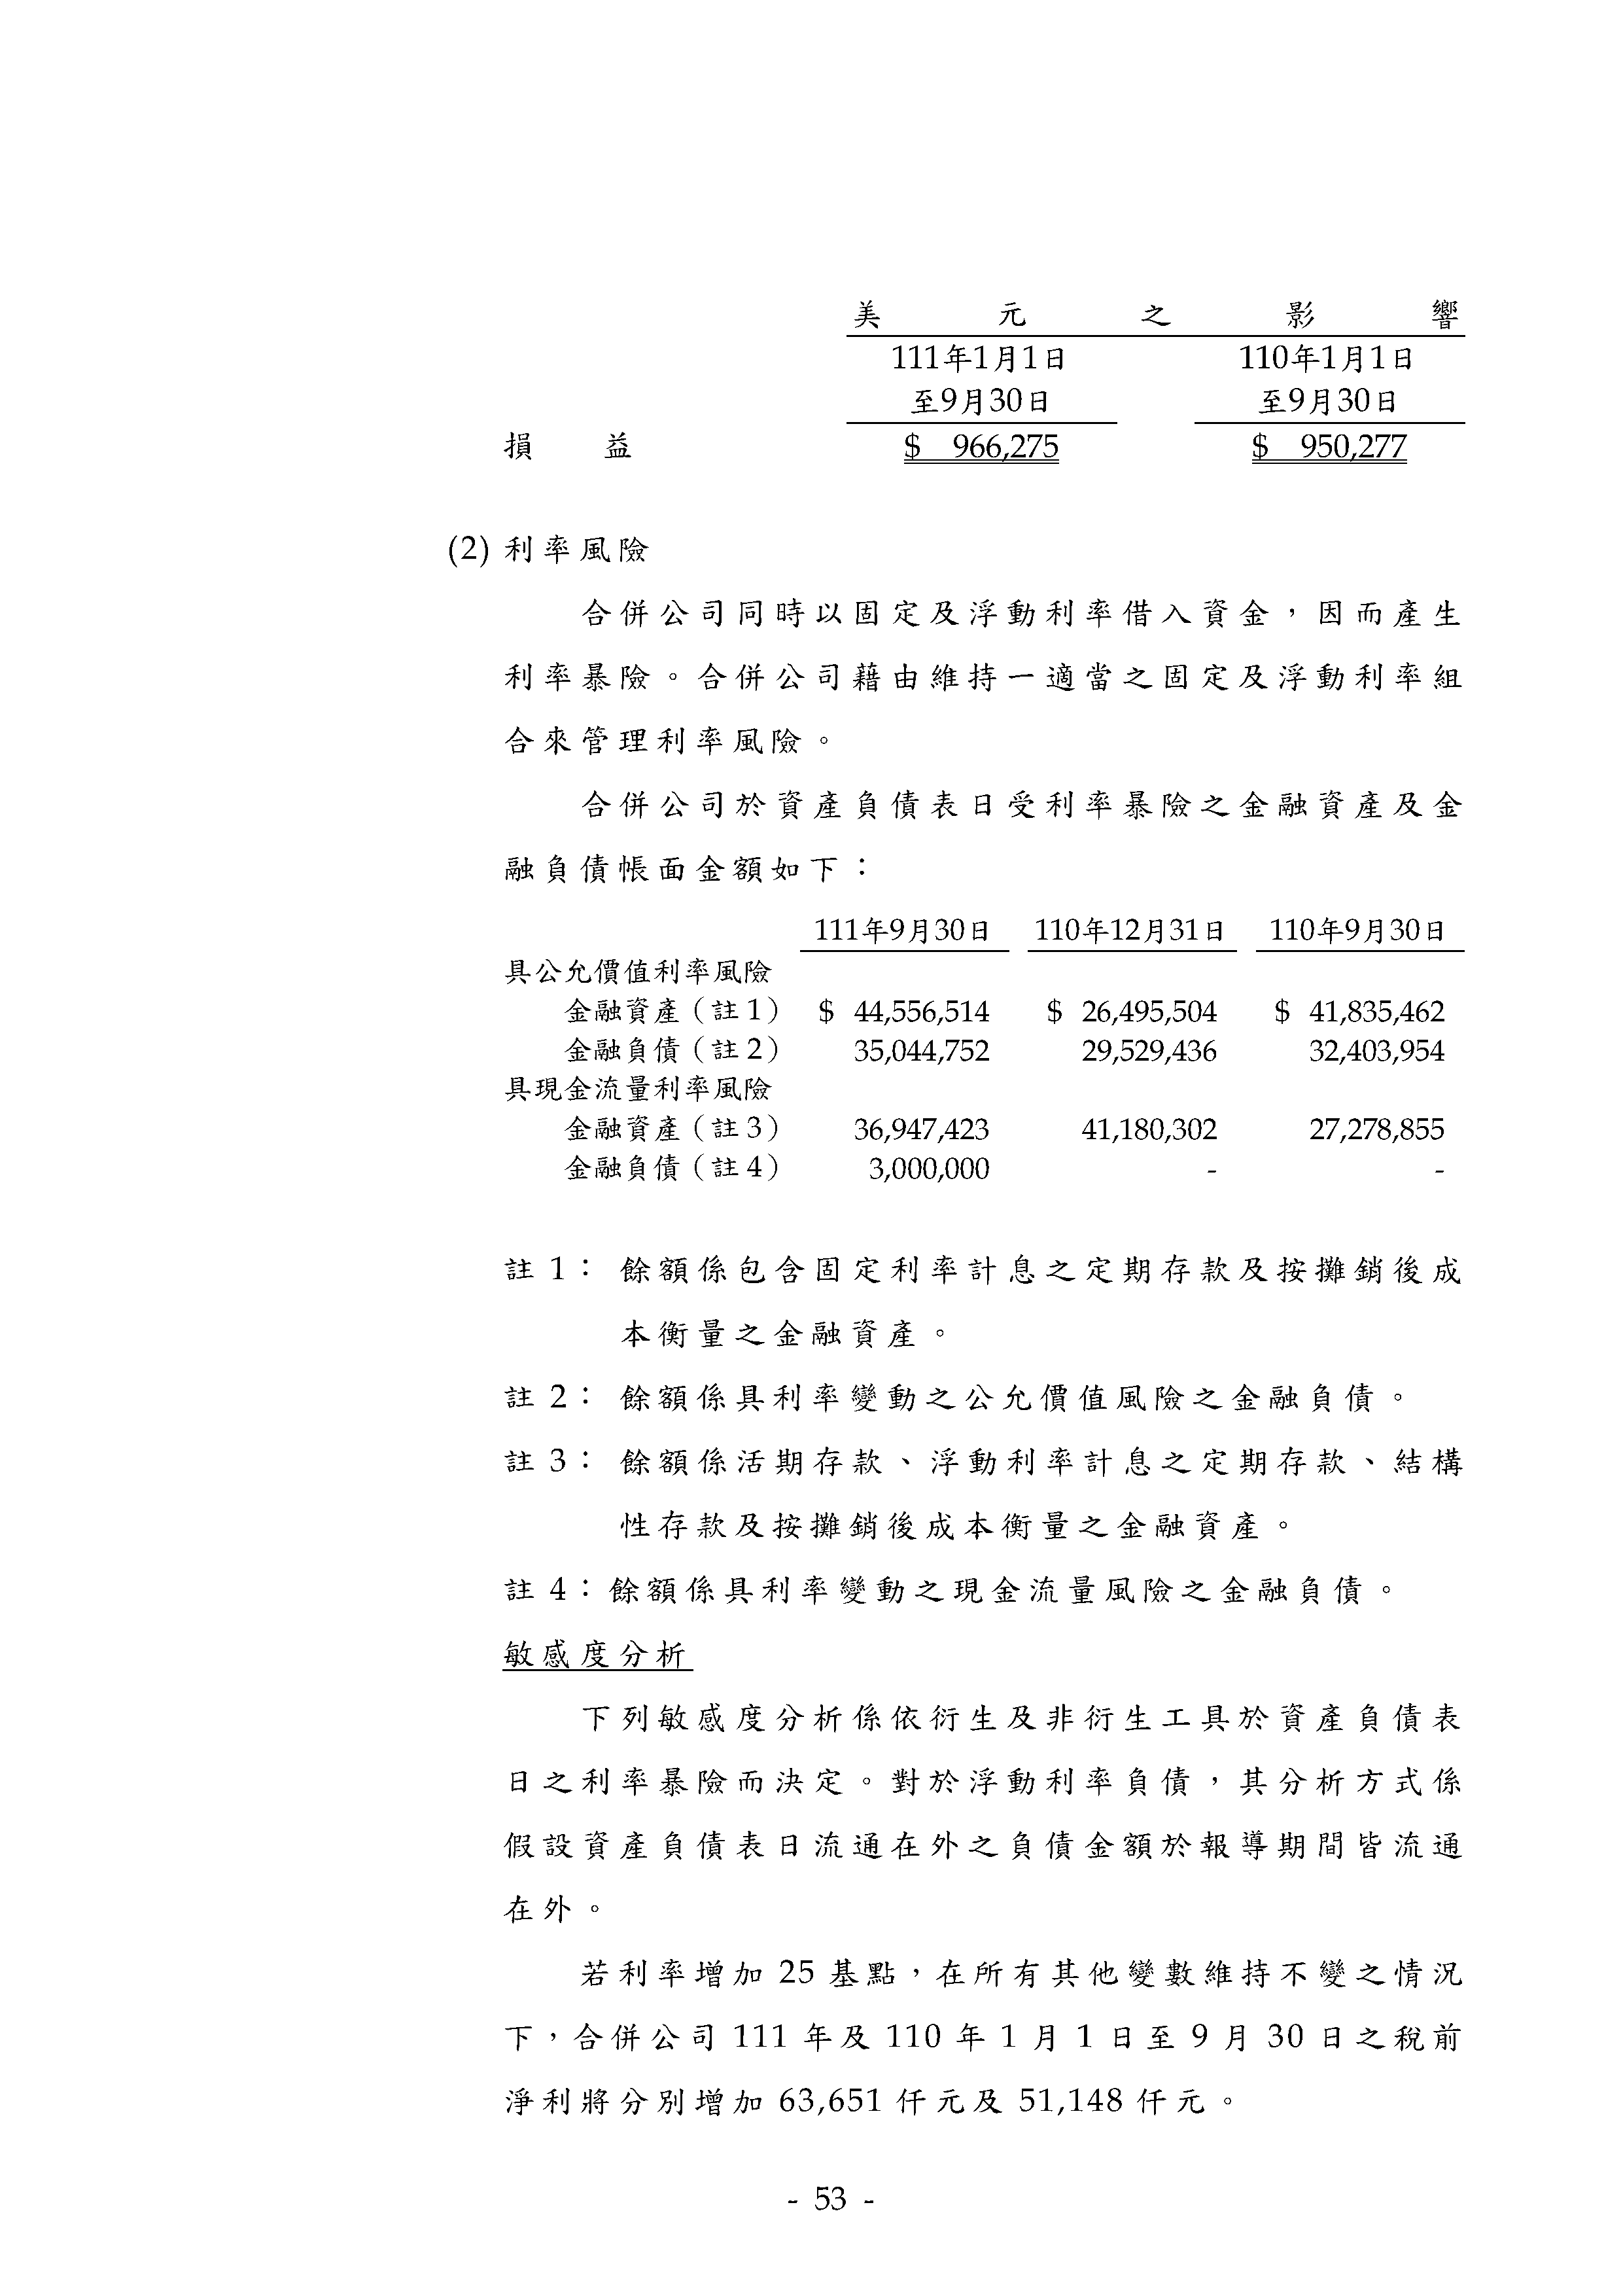 美元之影響
111年1月1日 110年1月1日
至9月30日 至9月30日
損益 $ 966,275 $ 950,277
(2) 利率風險
合併公司同時以固定及浮動利率借入資金，因而產生
利率暴險。合併公司藉由維持一適當之固定及浮動利率組
合來管理利率風險。
合併公司於資產負債表日受利率暴險之金融資產及金
融負債帳面金額如下：
111年9月30日 110年12月31日 110年9月30日
具公允價值利率風險
金融資產（註1） $ 44,556,514 $ 26,495,504 $ 41,835,462
金融負債（註2） 35,044,752 29,529,436 32,403,954
具現金流量利率風險
金融資產（註3） 36,947,423 41,180,302 27,278,855
金融負債（註4） 3,000,000 - -
註 1： 餘額係包含固定利率計息之定期存款及按攤銷後成
本衡量之金融資產。
註 2： 餘額係具利率變動之公允價值風險之金融負債。
註 3： 餘額係活期存款、浮動利率計息之定期存款、結構
性存款及按攤銷後成本衡量之金融資產。
註 4：餘額係具利率變動之現金流量風險之金融負債。
敏感度分析
下列敏感度分析係依衍生及非衍生工具於資產負債表
日之利率暴險而決定。對於浮動利率負債，其分析方式係
假設資產負債表日流通在外之負債金額於報導期間皆流通
在外。
若利率增加 25 基點，在所有其他變數維持不變之情況
下，合併公司 111 年及 110 年 1 月 1 日至 9 月 30 日之稅前
淨利將分別增加 63,651 仟元及 51,148 仟元。
- 53 -